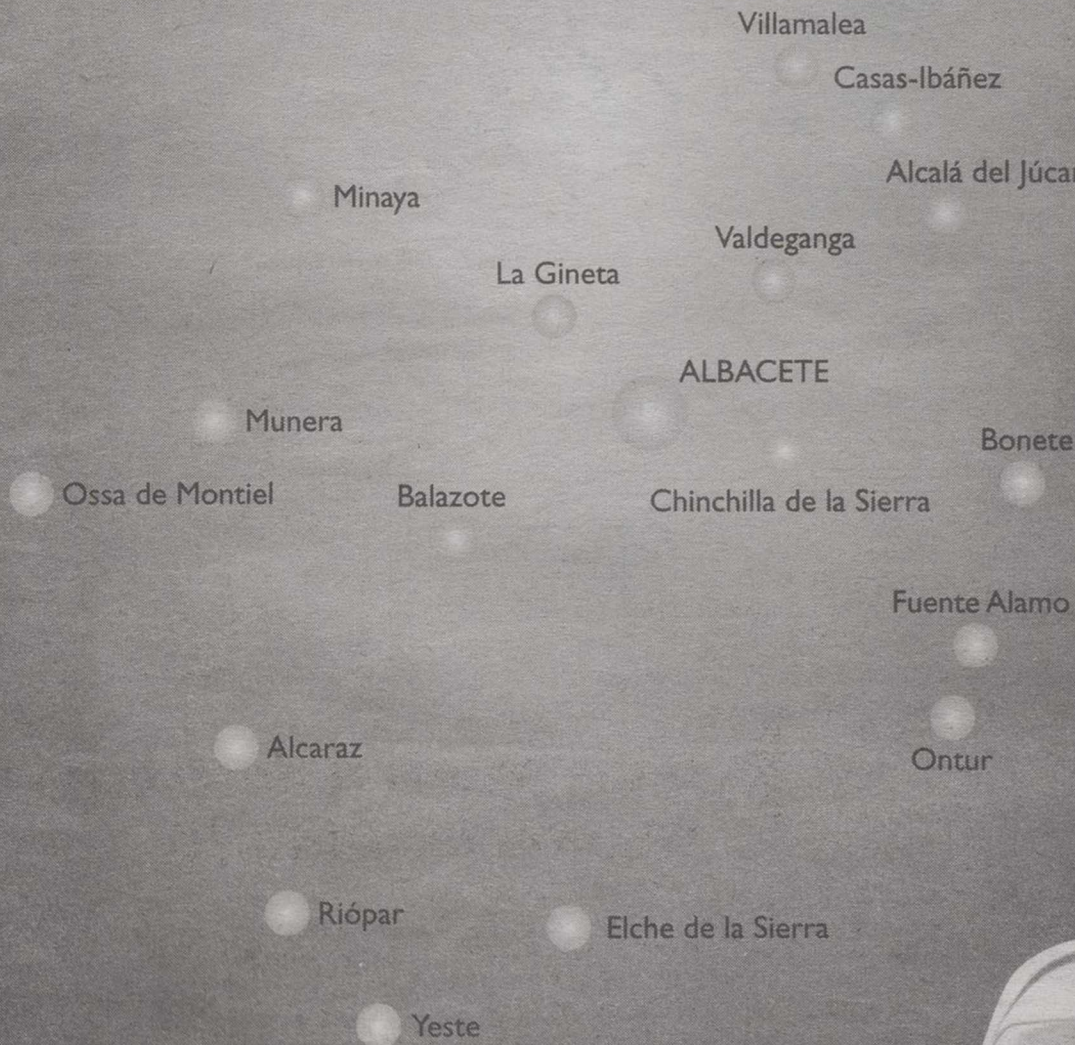 Villamalea
Casas-Ibáñez
Alcalá del Júcar
Minaya
Valdeganga
La Gineta
ALBACETE
Munera
Bonete
Ossa de Montiel
Balazote
Chinchilla de la Sierra
Fuente Alamo
Alcaraz
Ontur
Riópar
Elche de la Sierra
Yeste